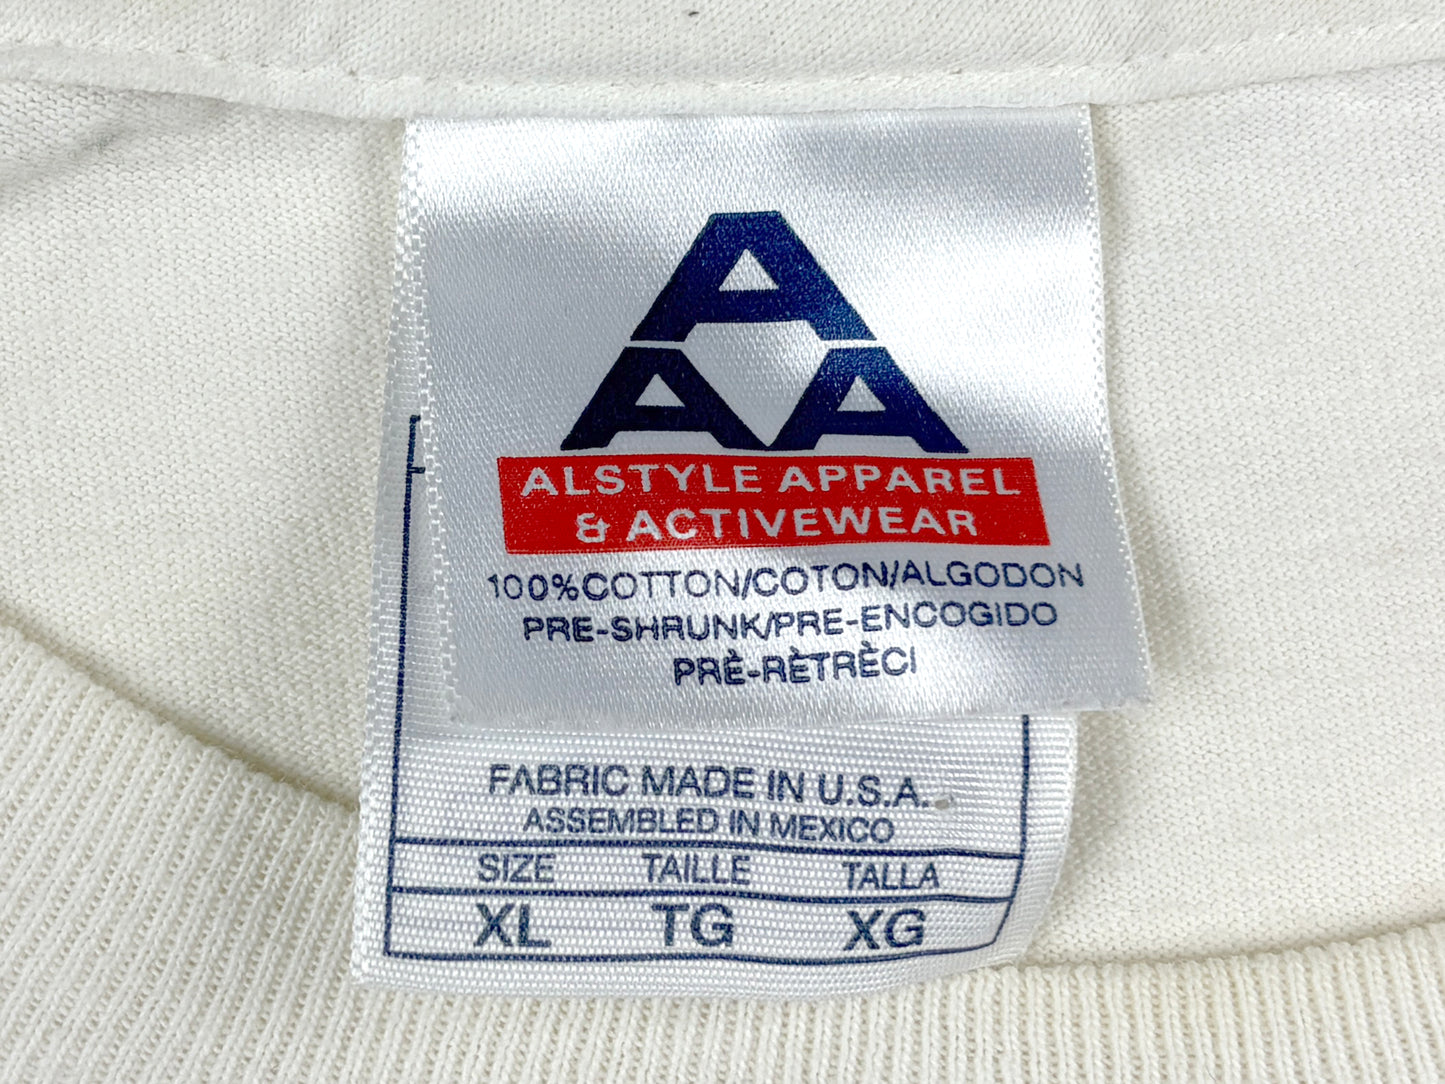 A
A A
ALSTYLE APPAREL
& ACTIVEWEAR
100%COTTON/COTON/ALGODON
PRE-SHRUNK/PRE-ENCOGIDO
PRÈ-RÈTRÈCI
FABRIC MADE IN U.S.A.
ASSEMBLED IN MEXICO
SIZE TAILLE TALLA
XL TG XG